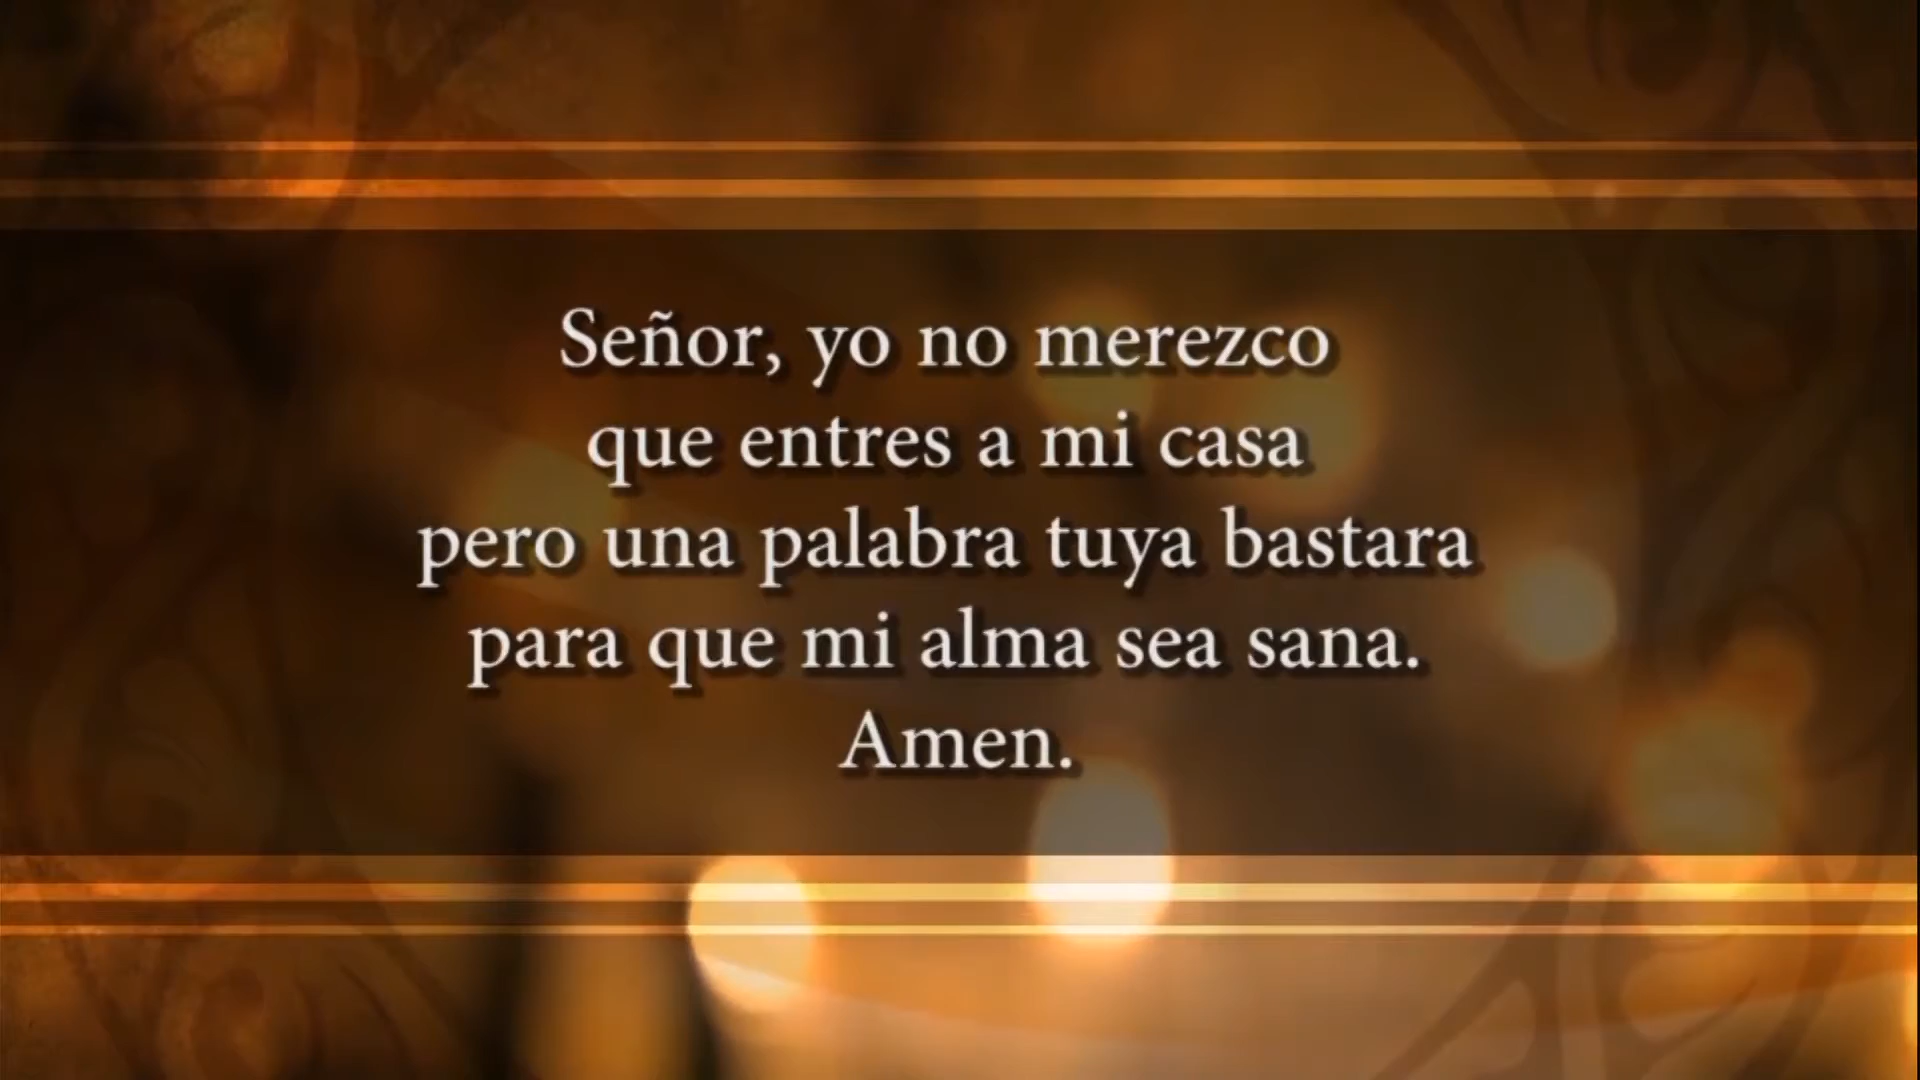 Señor, yo no merezco
que entres a mi casa
pero una palabra tuya bastara
para que mi alma sea sana.
Amen.